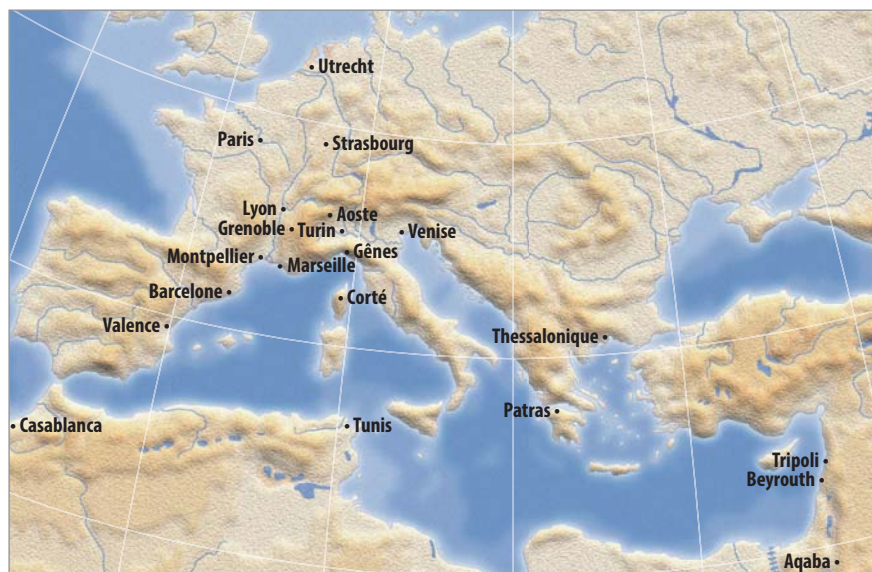 Utrecht
Paris
Strasbourg
Lyon
Aoste
Grenoble
Turin
Venise
Gênes
Montpellier
Marseille
Barcelone
Corté
Valence
Thessalonique
Patras
Casablanca
Tunis
Tripoli
Beyrouth
Aqaba